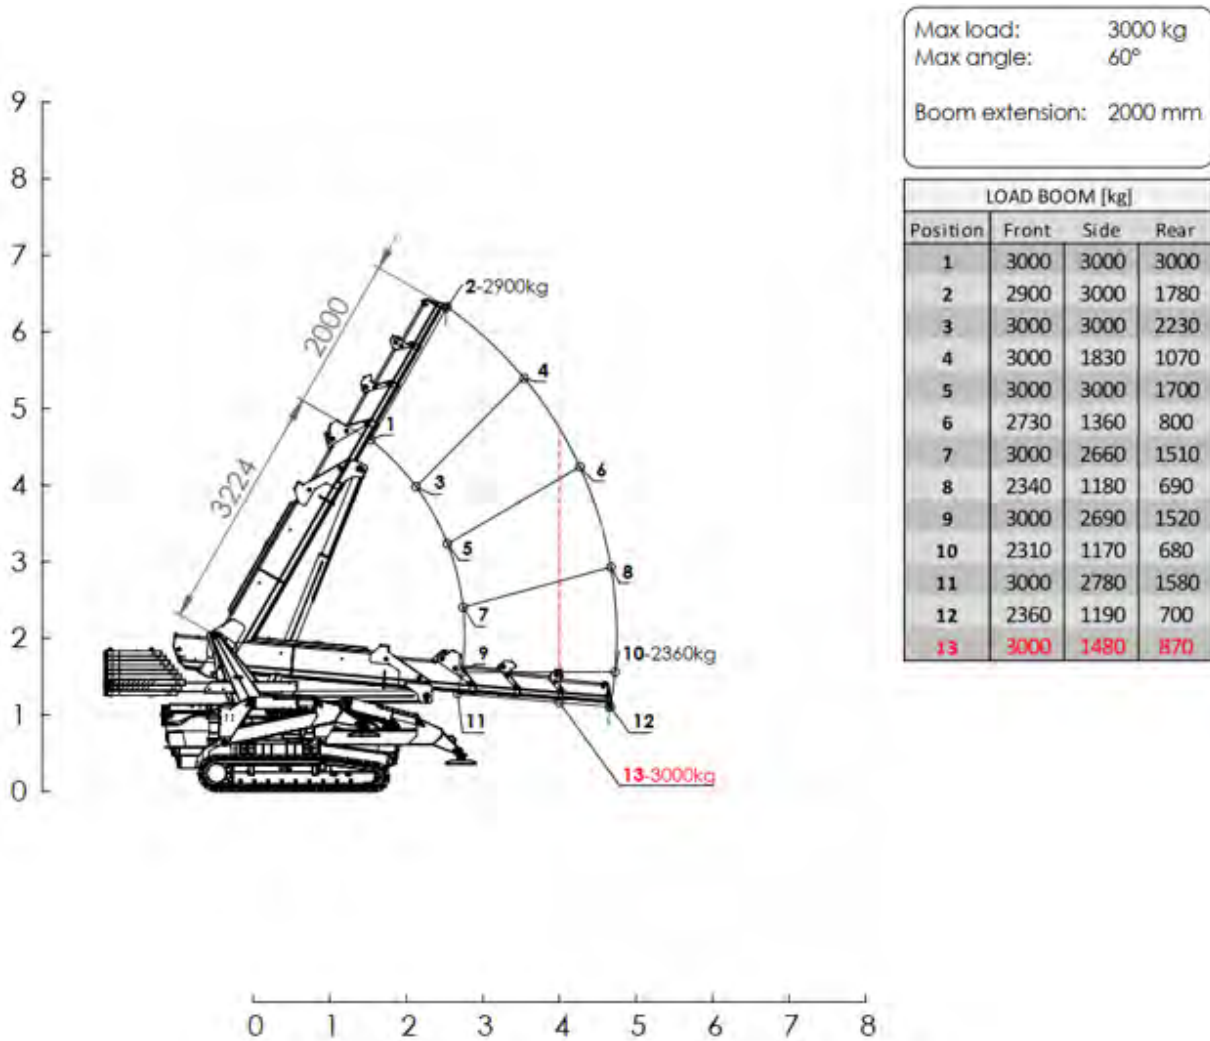 Max load: 3000 kg
Max angle: 60°
Boom extension: 2000 mm
LOAD BOOM [kg]
Position Front Side Rear
1 3000 3000 3000
2 2900 3000 1780
3 3000 3000 2230
4 3000 1830 1070
5 3000 3000 1700
6 2730 1360 800
7 3000 2660 1510
8 2340 1180 690
9 3000 2690 1520
10 2310 1170 680
11 3000 2780 1580
12 2360 1190 700
13 3000 1480 870
9
8
7
6
5
4
3
2
1
0
2000
3224
2-2900kg
4
1
3
6
5
8
7
9
10-2360kg
11
12
13-3000kg
0 1 2 3 4 5 6 7 8